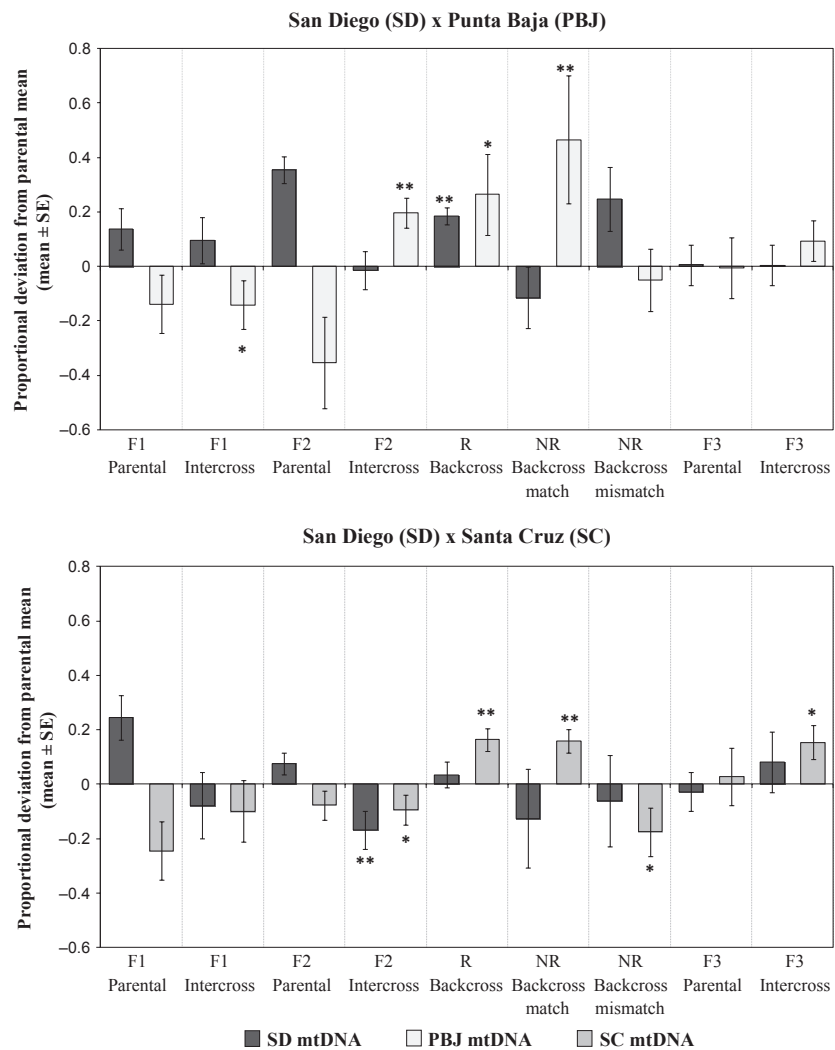 San Diego (SD) x Punta Baja (PBJ)
Proportional deviation from parental mean
(mean ± SE)
0.8
0.6
0.4
0.2
0
–0.2
–0.4
–0.6
*
**
**
*
**
F1 F1 F2 F2 R NR NR F3 F3
Parental Intercross Parental Intercross Backcross Backcross Backcross Parental Intercross
match mismatch
San Diego (SD) x Santa Cruz (SC)
Proportional deviation from parental mean
(mean ± SE)
0.8
0.6
0.4
0.2
0
–0.2
–0.4
–0.6
**
*
**
**
*
*
F1 F1 F2 F2 R NR NR F3 F3
Parental Intercross Parental Intercross Backcross Backcross Backcross Parental Intercross
match mismatch
SD mtDNA PBJ mtDNA SC mtDNA